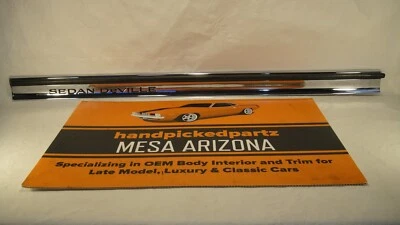 SEDAN DEVILLE
handpickedpartz
MESA ARIZONA
Specializing in OEM Body Interior and Trim for
Late Model, Luxury & Classic Cars